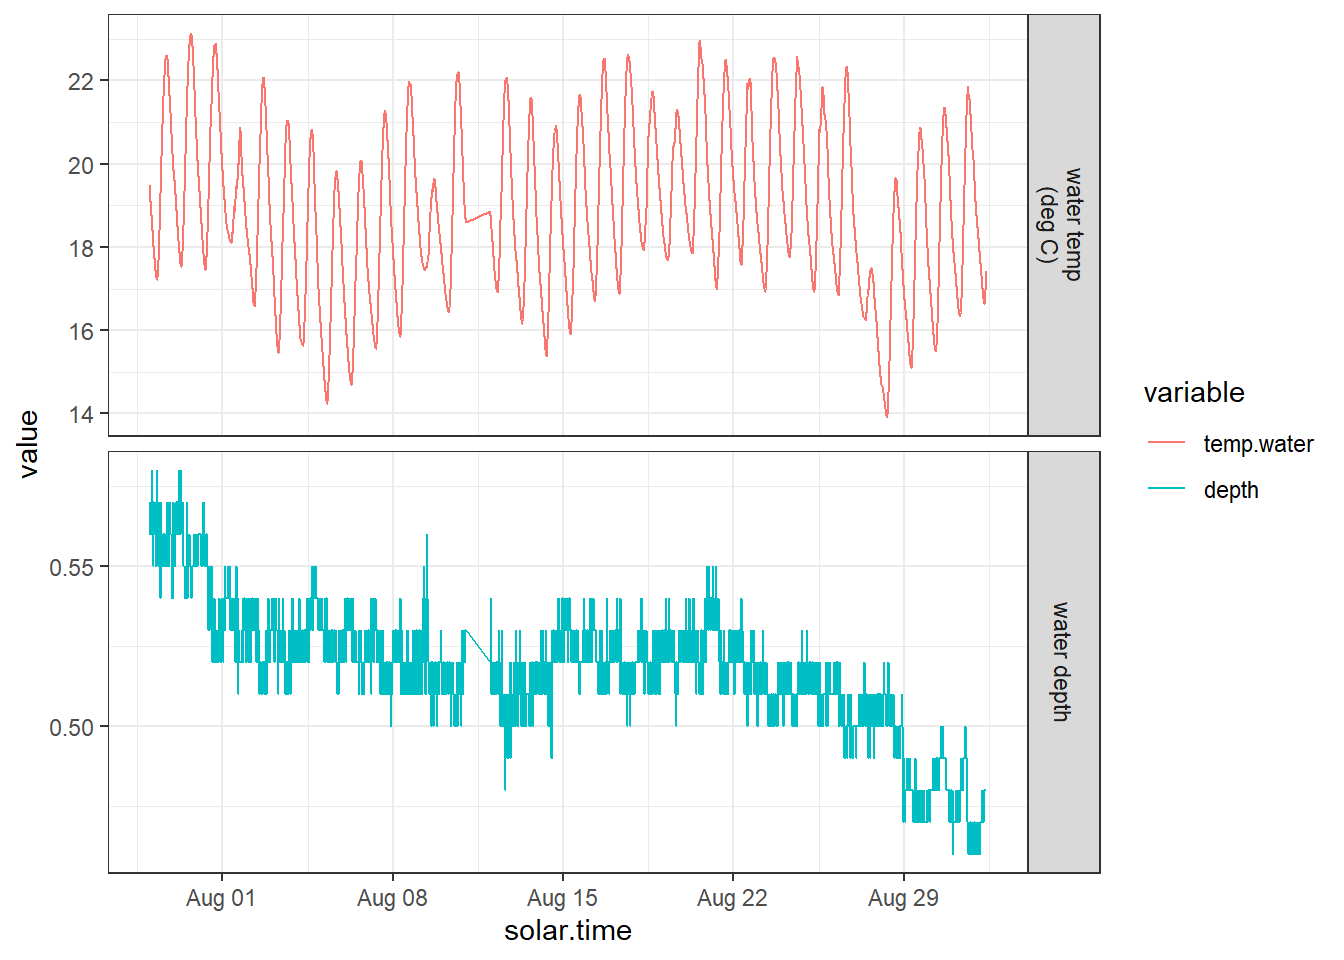 22
20
18
16
14
water temp
(deg C)
value
0.55
0.50
water depth
Aug 01
Aug 08
Aug 15
Aug 22
Aug 29
solar.time
variable
temp.water
depth